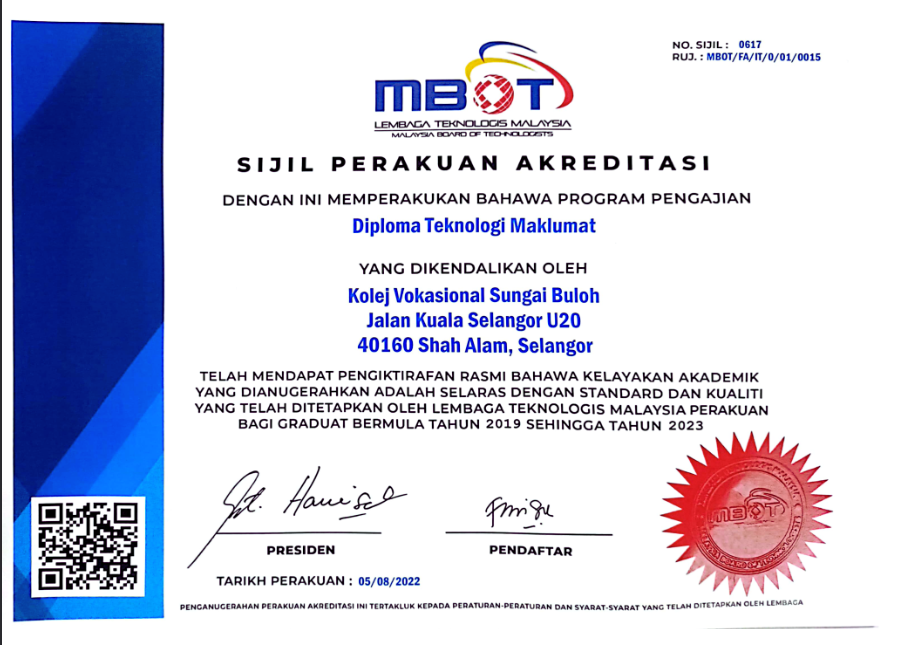 NO. SIJIL : 0617
RUJ. : MBOT/FA/IT/0/01/0015
MBOT
LEMBAGA TEKNOLOGIS MALAYSIA
MALAYSIA BOARD OF TECHNOLOGISTS
SIJIL PERAKUAN AKREDITASI
DENGAN INI MEMPERAKUKAN BAHAWA PROGRAM PENGAJIAN
Diploma Teknologi Maklumat
YANG DIKENDALIKAN OLEH
Kolej Vokasional Sungai Buloh
Jalan Kuala Selangor U20
40160 Shah Alam, Selangor
TELAH MENDAPAT PENGIKTIRAFAN RASMI BAHAWA KELAYAKAN AKADEMIK
YANG DIANUGERAHKAN ADALAH SELARAS DENGAN STANDARD DAN KUALITI
YANG TELAH DITETAPKAN OLEH LEMBAGA TEKNOLOGIS MALAYSIA PERAKUAN
BAGI GRADUAT BERMULA TAHUN 2019 SEHINGGA TAHUN 2023
MBOT
PRESIDEN
PENDAFTAR
TARIKH PERAKUAN : 05/08/2022
PENGANUGERAHAN PERAKUAN AKREDITASI INI TERTAKLUK KEPADA PERATURAN-PERATURAN DAN SYARAT-SYARAT YANG TELAH DITETAPKAN OLEH LEMBAGA